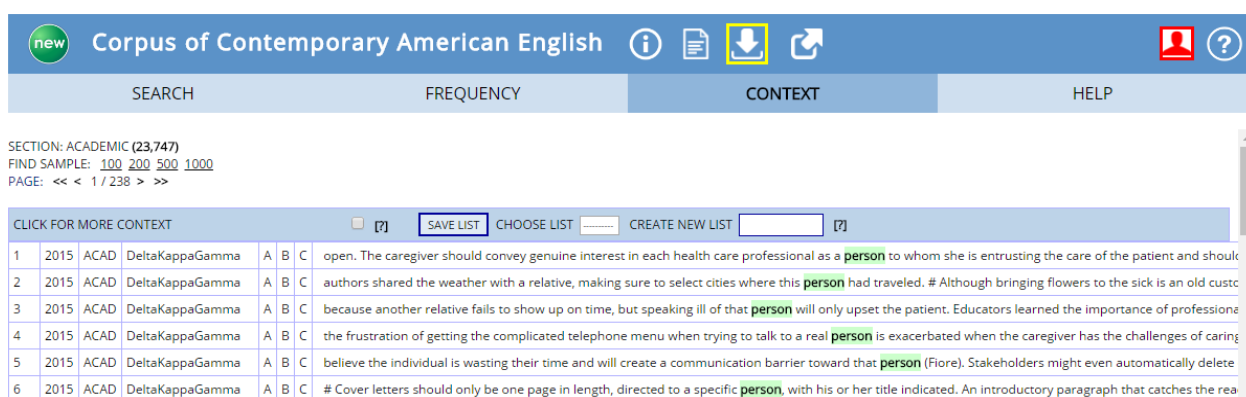 new Corpus of Contemporary American English
SEARCH FREQUENCY CONTEXT HELP
SECTION: ACADEMIC (23,747)
FIND SAMPLE: 100 200 500 1000
PAGE: << < 1 / 238 > >>
CLICK FOR MORE CONTEXT [?] SAVE LIST CHOOSE LIST ---------- CREATE NEW LIST [?]
1 2015 ACAD DeltaKappaGamma A B C open. The caregiver should convey genuine interest in each health care professional as a person to whom she is entrusting the care of the patient and should
2 2015 ACAD DeltaKappaGamma A B C authors shared the weather with a relative, making sure to select cities where this person had traveled. # Although bringing flowers to the sick is an old custo
3 2015 ACAD DeltaKappaGamma A B C because another relative fails to show up on time, but speaking ill of that person will only upset the patient. Educators learned the importance of professiona
4 2015 ACAD DeltaKappaGamma A B C the frustration of getting the complicated telephone menu when trying to talk to a real person is exacerbated when the caregiver has the challenges of caring
5 2015 ACAD DeltaKappaGamma A B C believe the individual is wasting their time and will create a communication barrier toward that person (Fiore). Stakeholders might even automatically delete
6 2015 ACAD DeltaKappaGamma A B C # Cover letters should only be one page in length, directed to a specific person, with his or her title indicated. An introductory paragraph that catches the rea